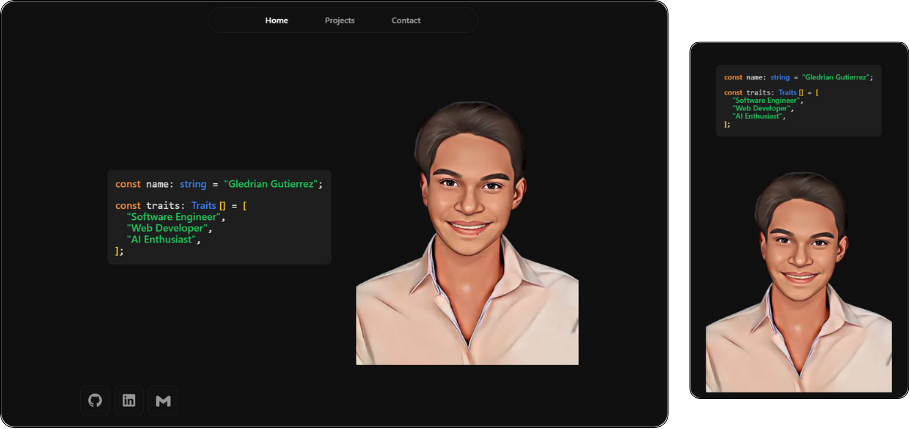 Home Projects Contact
const name: string = "Gledrian Gutierrez";
const traits: Traits[] = [
"Software Engineer",
"Web Developer",
"AI Enthusiast",
];
const name: string = "Gledrian Gutierrez";
const traits: Traits[] = [
"Software Engineer",
"Web Developer",
"AI Enthusiast",
];